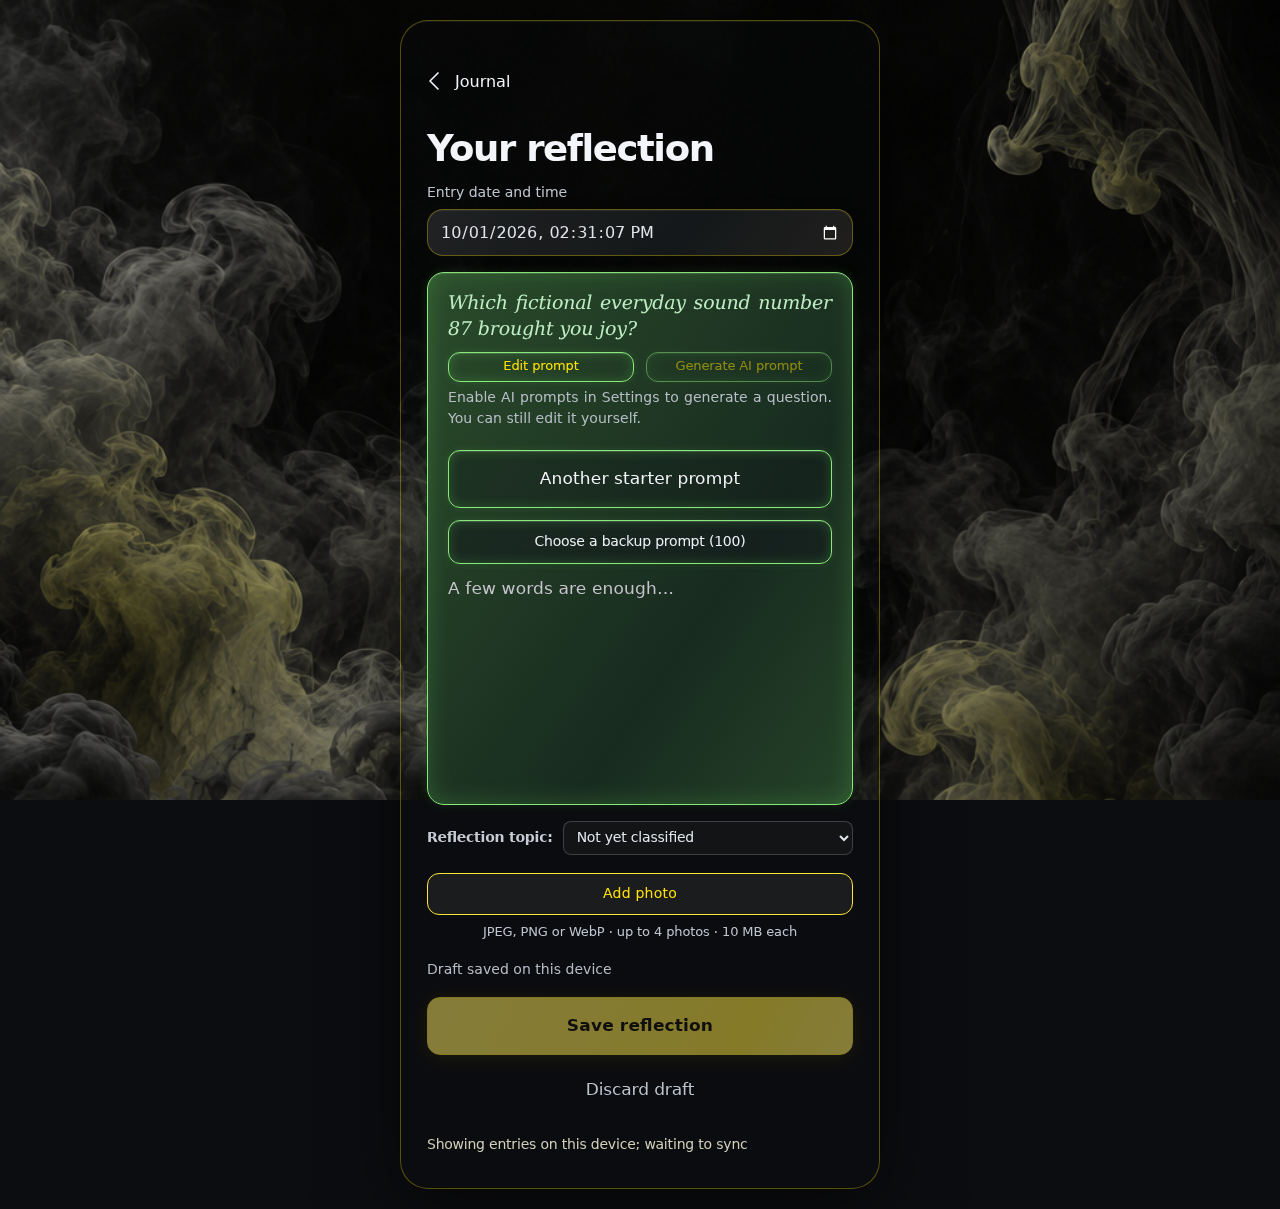 Journal
Your reflection
Entry date and time
10/01/2026, 02:31:07 PM
Which fictional everyday sound number
87 brought you joy?
Edit prompt
Generate AI prompt
Enable AI prompts in Settings to generate a question.
You can still edit it yourself.
Another starter prompt
Choose a backup prompt (100)
A few words are enough…
Reflection topic:
Not yet classified
Add photo
JPEG, PNG or WebP · up to 4 photos · 10 MB each
Draft saved on this device
Save reflection
Discard draft
Showing entries on this device; waiting to sync